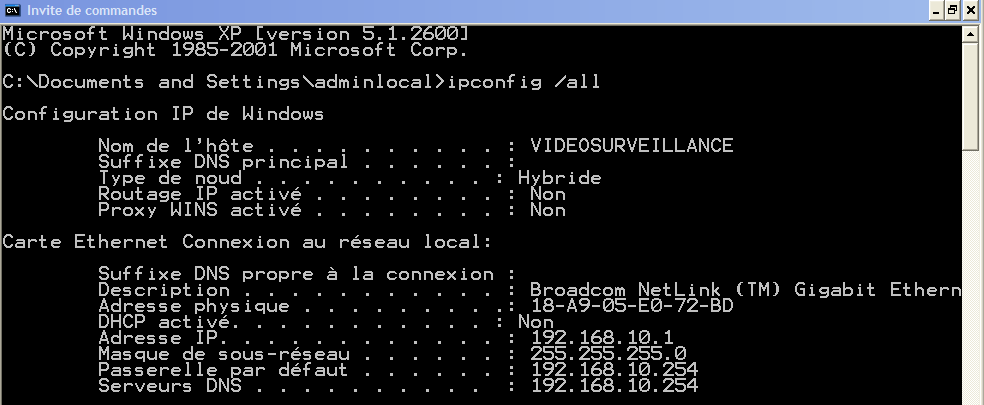 Invite de commandes
Microsoft Windows XP [version 5.1.2600]
(C) Copyright 1985-2001 Microsoft Corp.
C:\Documents and Settings\adminlocal>ipconfig /all
Configuration IP de Windows
Nom de l'hôte . . . . . . . . . . : VIDEOSURVEILLANCE
Suffixe DNS principal . . . . . . :
Type de noud . . . . . . . . . . : Hybride
Routage IP activé . . . . . . . . : Non
Proxy WINS activé . . . . . . . . : Non
Carte Ethernet Connexion au réseau local:
Suffixe DNS propre à la connexion :
Description . . . . . . . . . . . : Broadcom NetLink (TM) Gigabit Ethern
Adresse physique . . . . . . . . . : 18-A9-05-E0-72-BD
DHCP activé. . . . . . . . . . . : Non
Adresse IP. . . . . . . . . . . . : 192.168.10.1
Masque de sous-réseau . . . . . . : 255.255.255.0
Passerelle par défaut . . . . . . : 192.168.10.254
Serveurs DNS . . . . . . . . . . : 192.168.10.254